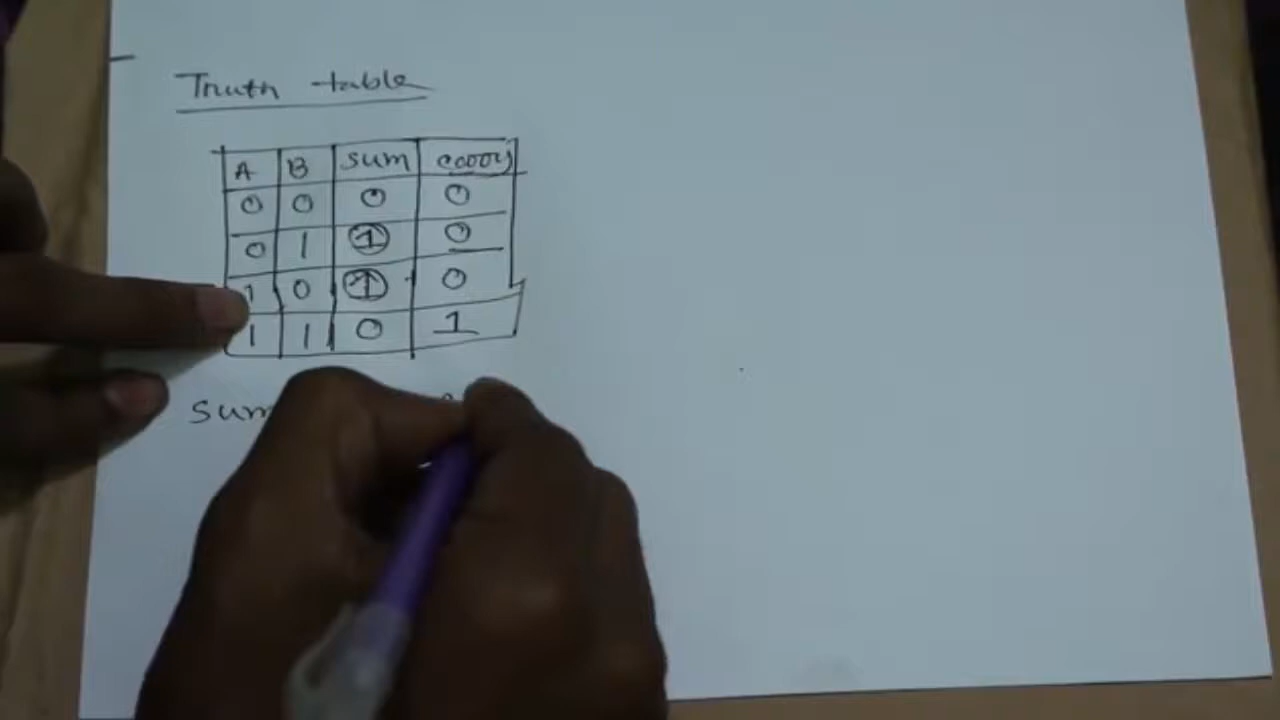 Truth table
A B sum carry
0 0 0 0
0 1 1 0
1 0 1 0
1 1 0 1
sum